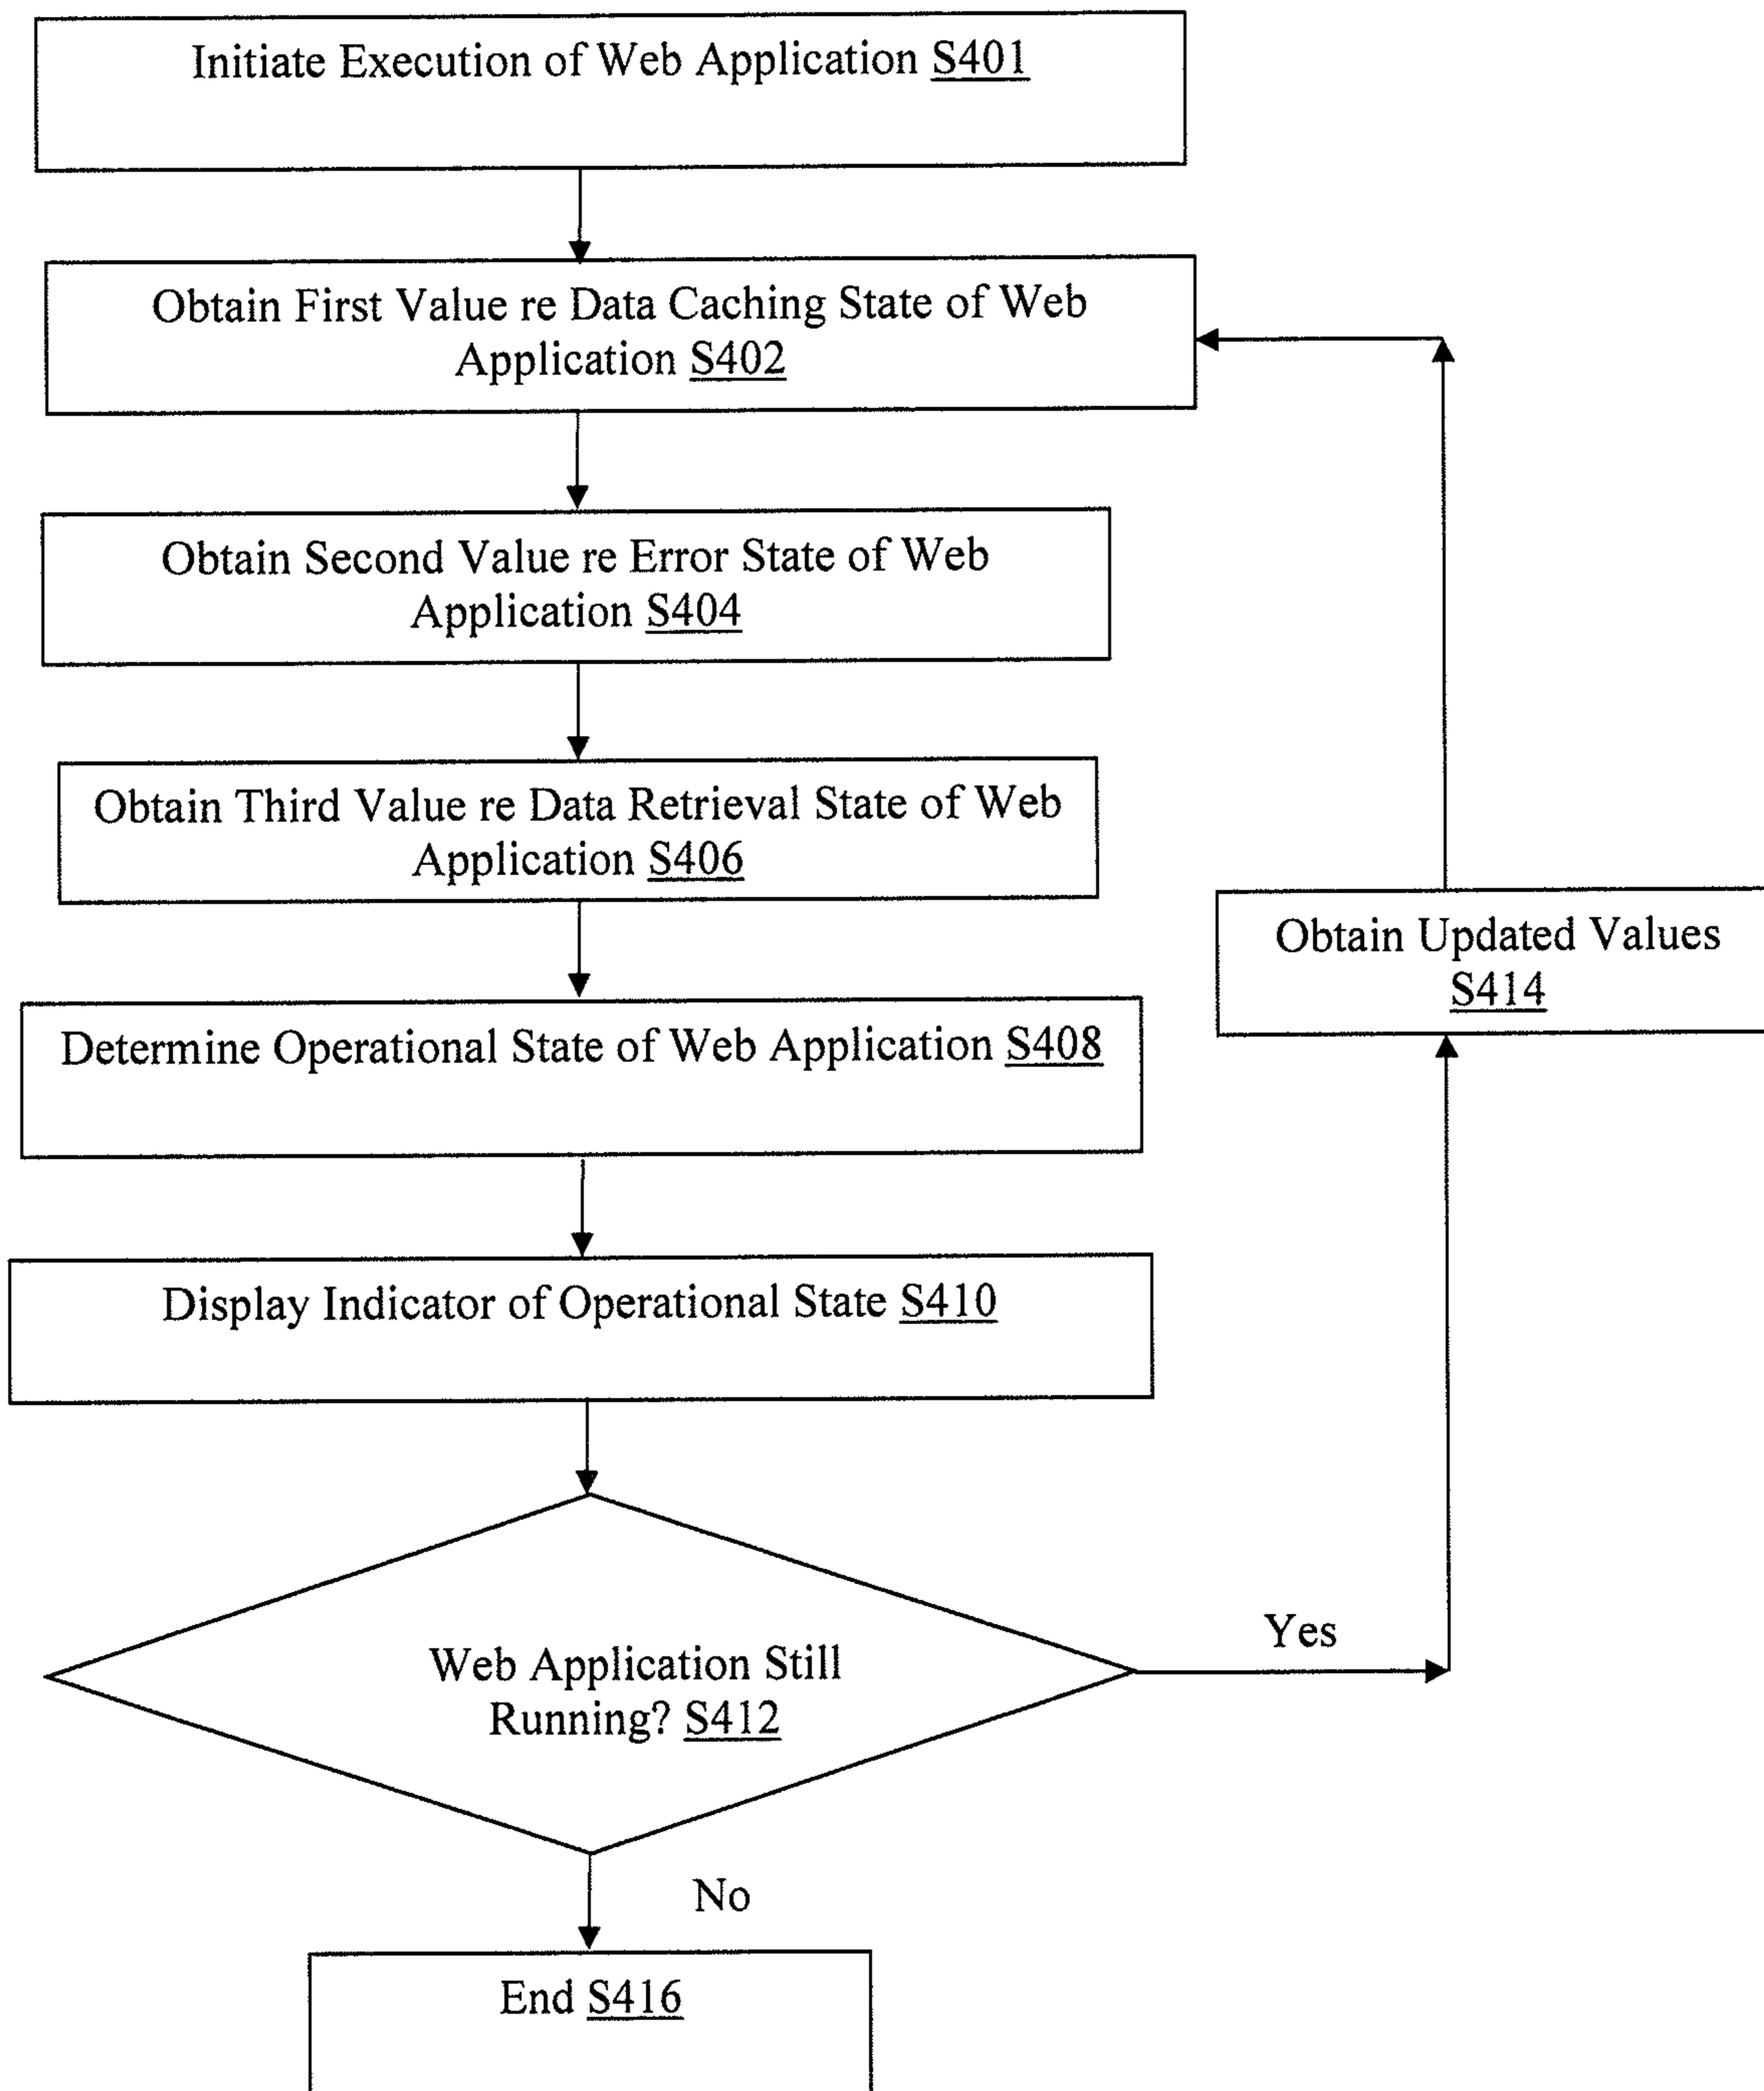 Initiate Execution of Web Application S401
Obtain First Value re Data Caching State of Web
Application S402
Obtain Second Value re Error State of Web
Application S404
Obtain Third Value re Data Retrieval State of Web
Application S406
Obtain Updated Values
S414
Determine Operational State of Web Application S408
Display Indicator of Operational State S410
Web Application Still
Running? S412
Yes
No
End S416